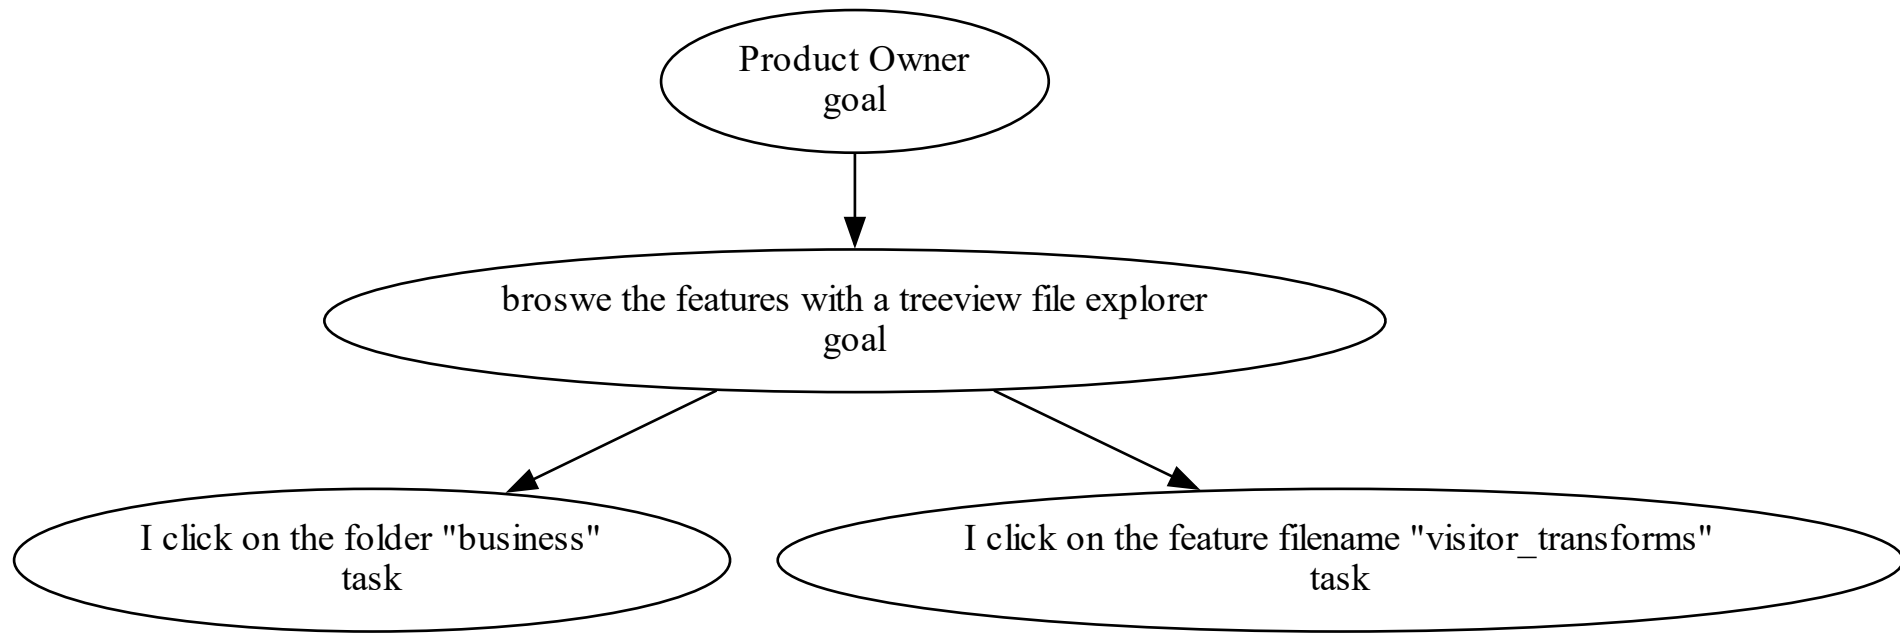 Product Owner
goal
broswe the features with a treeview file explorer
goal
I click on the folder "business"
task
I click on the feature filename "visitor_transforms"
task